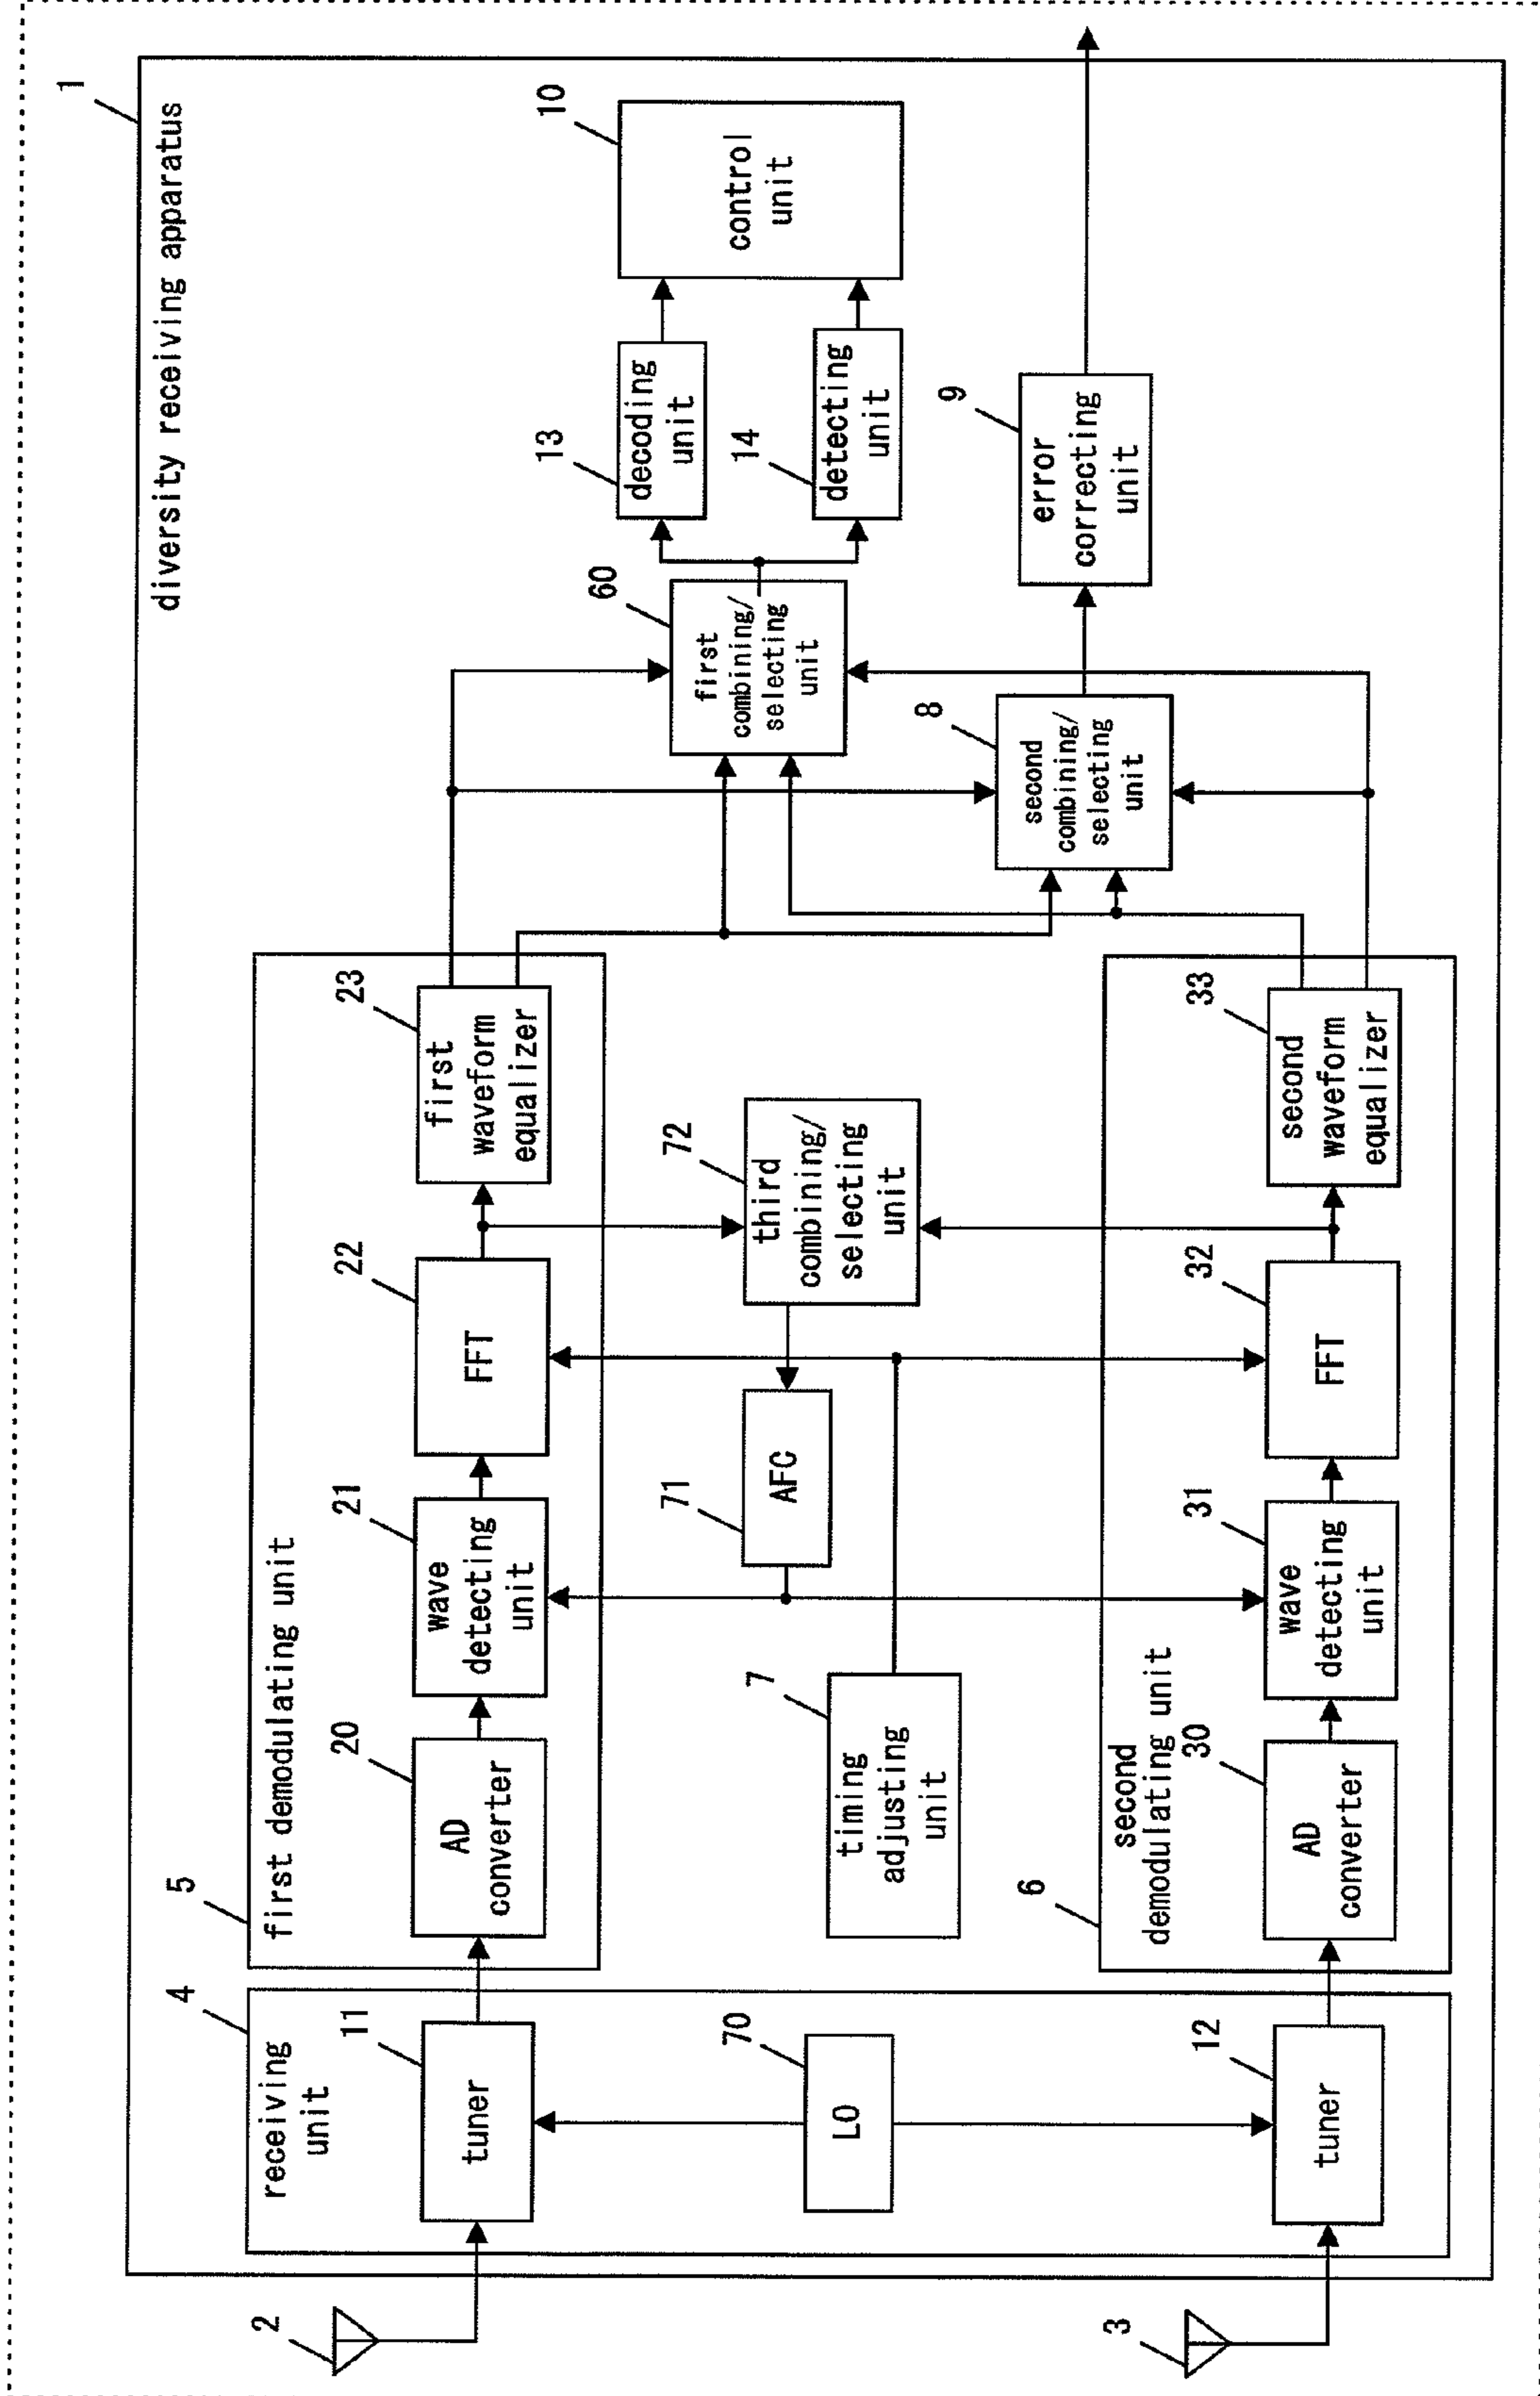 1
diversity receiving apparatus
2
3
4
receiving
unit
11
tuner
70
LO
12
tuner
5
first demodulating unit
20
AD
converter
21
wave
detecting
unit
22
FFT
23
first
waveform
equalizer
7
timing
adjusting
unit
71
AFC
72
third
combining/
selecting
unit
6
second
demodulating unit
30
AD
converter
31
wave
detecting
unit
32
FFT
33
second
waveform
equalizer
60
first
combining/
selecting
unit
8
second
combining/
selecting
unit
13
decoding
unit
14
detecting
unit
10
control
unit
9
error
correcting
unit